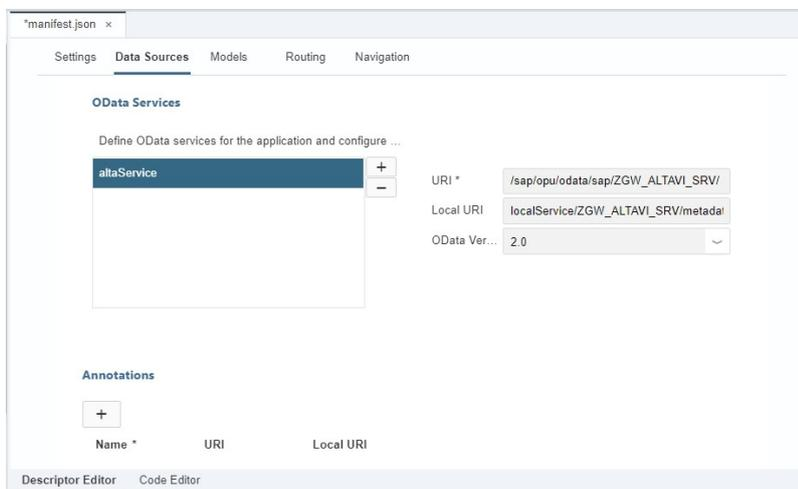 *manifest.json ×
Settings Data Sources Models Routing Navigation
OData Services
Define OData services for the application and configure ...
altaService
+
−
URI * /sap/opu/odata/sap/ZGW_ALTAVI_SRV/
Local URI localService/ZGW_ALTAVI_SRV/metadat
OData Ver... 2.0
Annotations
+
Name * URI Local URI
Descriptor Editor Code Editor